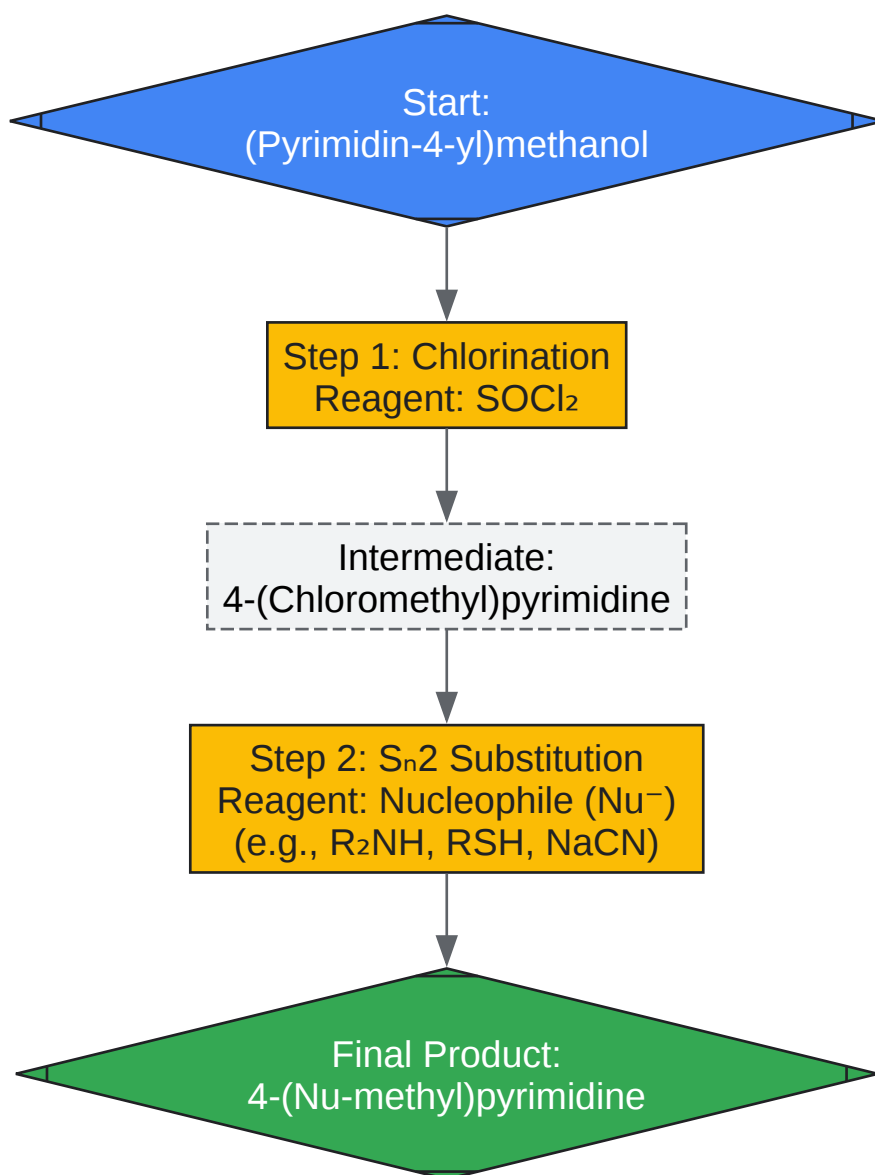 Start:
(Pyrimidin-4-yl)methanol
Step 1: Chlorination
Reagent: SOCl₂
Intermediate:
4-(Chloromethyl)pyrimidine
Step 2: Sₙ2 Substitution
Reagent: Nucleophile (Nu⁻)
(e.g., R₂NH, RSH, NaCN)
Final Product:
4-(Nu-methyl)pyrimidine